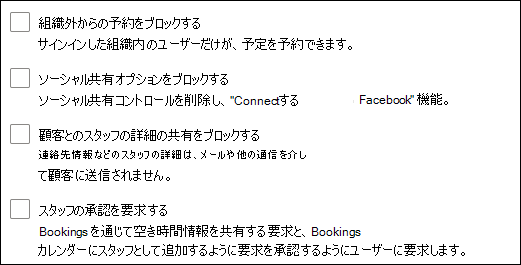 組織外からの予約をブロックする
サインインした組織内のユーザーだけが、予定を予約できます。
ソーシャル共有オプションをブロックする
ソーシャル共有コントロールを削除し、"Connectする Facebook" 機能。
顧客とのスタッフの詳細の共有をブロックする
連絡先情報などのスタッフの詳細は、メールや他の通信を介し
て顧客に送信されません。
スタッフの承認を要求する
Bookings を通じて空き時間情報を共有する要求と、Bookings
カレンダーにスタッフとして追加するように要求を承認するようにユーザーに要求します。